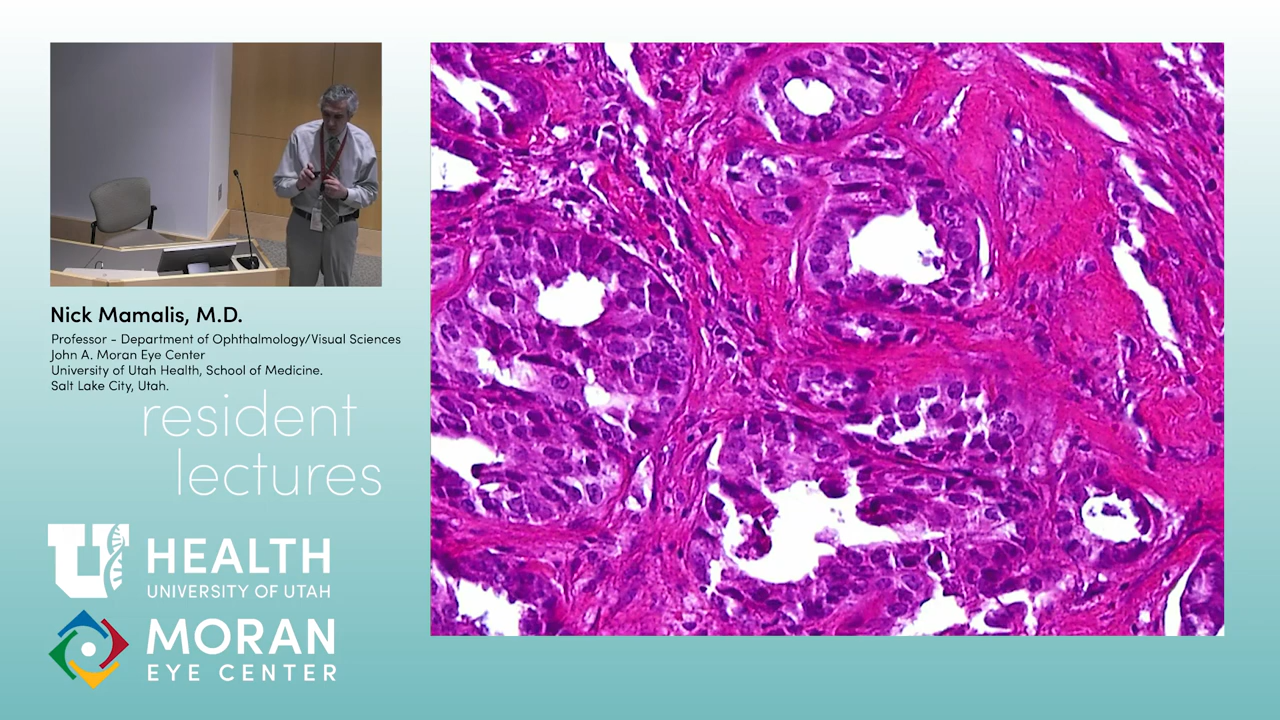 Nick Mamalis, M.D.
Professor - Department of Ophthalmology/Visual Sciences
John A. Moran Eye Center
University of Utah Health, School of Medicine.
Salt Lake City, Utah.
resident
lectures
U HEALTH
UNIVERSITY OF UTAH
MORAN
EYE CENTER